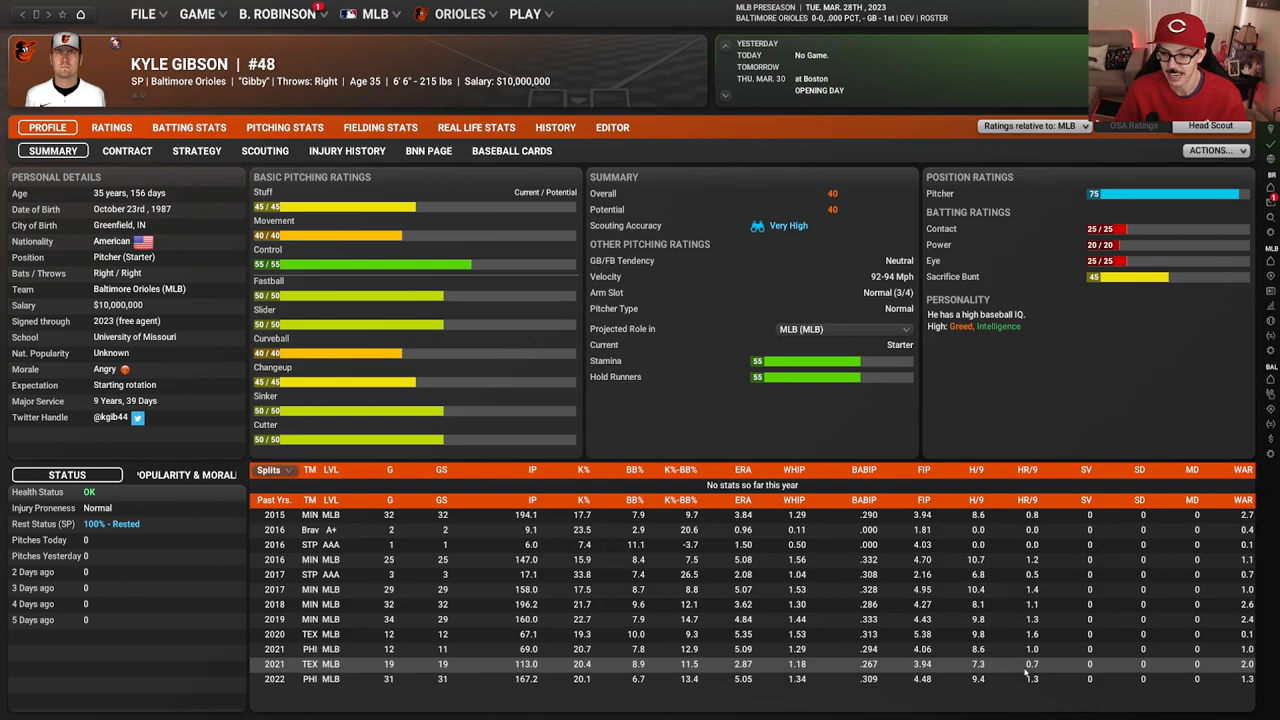 FILE GAME B. ROBINSON 1 MLB ORIOLES PLAY
MLB PRESEASON | TUE. MAR. 28TH , 2023
BALTIMORE ORIOLES 0-0, .000 PCT, - GB - 1st | DEV | ROSTER
KYLE GIBSON | #48
SP | Baltimore Orioles | "Gibby" | Throws: Right | Age 35 | 6' 6" - 215 lbs | Salary: $10,000,000
YESTERDAY
TODAY No Game.
TOMORROW
THU. MAR. 30 at Boston
OPENING DAY
PROFILE RATINGS BATTING STATS PITCHING STATS FIELDING STATS REAL LIFE STATS HISTORY EDITOR
Ratings relative to: MLB OSA Ratings Head Scout
SUMMARY CONTRACT STRATEGY SCOUTING INJURY HISTORY BNN PAGE BASEBALL CARDS ACTIONS...
PERSONAL DETAILS
Age 35 years, 156 days
Date of Birth October 23rd , 1987
City of Birth Greenfield, IN
Nationality American
Position Pitcher (Starter)
Bats / Throws Right / Right
Team Baltimore Orioles (MLB)
Salary $10,000,000
Signed through 2023 (free agent)
School University of Missouri
Nat. Popularity Unknown
Morale Angry
Expectation Starting rotation
Major Service 9 Years, 39 Days
Twitter Handle @kgib44
BASIC PITCHING RATINGS
Stuff Current / Potential
45 / 45
Movement
40 / 40
Control
55 / 55
Fastball
50 / 50
Slider
50 / 50
Curveball
40 / 40
Changeup
45 / 45
Sinker
50 / 50
Cutter
50 / 50
SUMMARY
Overall 40
Potential 40
Scouting Accuracy Very High
OTHER PITCHING RATINGS
GB/FB Tendency Neutral
Velocity 92-94 Mph
Arm Slot Normal (3/4)
Pitcher Type Normal
Projected Role in MLB (MLB)
Current Starter
Stamina 55
Hold Runners 55
POSITION RATINGS
Pitcher 75
BATTING RATINGS
Contact 25 / 25
Power 20 / 20
Eye 25 / 25
Sacrifice Bunt 45
PERSONALITY
He has a high baseball IQ.
High: Greed, Intelligence
STATUS OPULARITY & MORALI
Health Status OK
Injury Proneness Normal
Rest Status (SP) 100% - Rested
Pitches Today 0
Pitches Yesterday 0
2 Days ago 0
3 Days ago 0
4 Days ago 0
5 Days ago 0
Splits TM LVL G GS IP K% BB% K%-BB% ERA WHIP BABIP FIP H/9 HR/9 SV SD MD WAR
No stats so far this year
Past Yrs. TM LVL G GS IP K% BB% K%-BB% ERA WHIP BABIP FIP H/9 HR/9 SV SD MD WAR
2015 MIN MLB 32 32 194.1 17.7 7.9 9.7 3.84 1.29 .290 3.94 8.6 0.8 0 0 0 2.7
2016 Brav A+ 2 2 9.1 23.5 2.9 20.6 0.96 0.11 .000 1.81 0.0 0.0 0 0 0 0.4
2016 STP AAA 1 1 6.0 7.4 11.1 -3.7 1.50 0.50 .000 4.03 0.0 0.0 0 0 0 0.1
2016 MIN MLB 25 25 147.0 15.9 8.4 7.5 5.08 1.56 .332 4.70 10.7 1.2 0 0 0 1.0
2017 STP AAA 3 3 17.1 33.8 7.4 26.5 2.08 1.04 .308 2.16 6.8 0.5 0 0 0 0.7
2017 MIN MLB 29 29 158.0 17.5 8.7 8.8 5.07 1.53 .328 4.95 10.4 1.4 0 0 0 1.0
2018 MIN MLB 32 32 196.2 21.7 9.6 12.1 3.62 1.30 .286 4.27 8.1 1.1 0 0 0 2.6
2019 MIN MLB 34 29 160.0 22.7 7.9 14.7 4.84 1.44 .333 4.43 9.8 1.3 0 0 0 2.4
2020 TEX MLB 12 12 67.1 19.3 10.0 9.3 5.35 1.53 .313 5.38 9.8 1.6 0 0 0 0.1
2021 PHI MLB 12 11 69.0 20.7 7.8 12.9 5.09 1.29 .294 4.06 8.6 1.0 0 0 0 1.0
2021 TEX MLB 19 19 113.0 20.4 8.9 11.5 2.87 1.18 .267 3.94 7.3 0.7 0 0 0 2.0
2022 PHI MLB 31 31 167.2 20.1 6.7 13.4 5.05 1.34 .309 4.48 9.4 1.3 0 0 0 1.3
BR
1
MLB
BAL